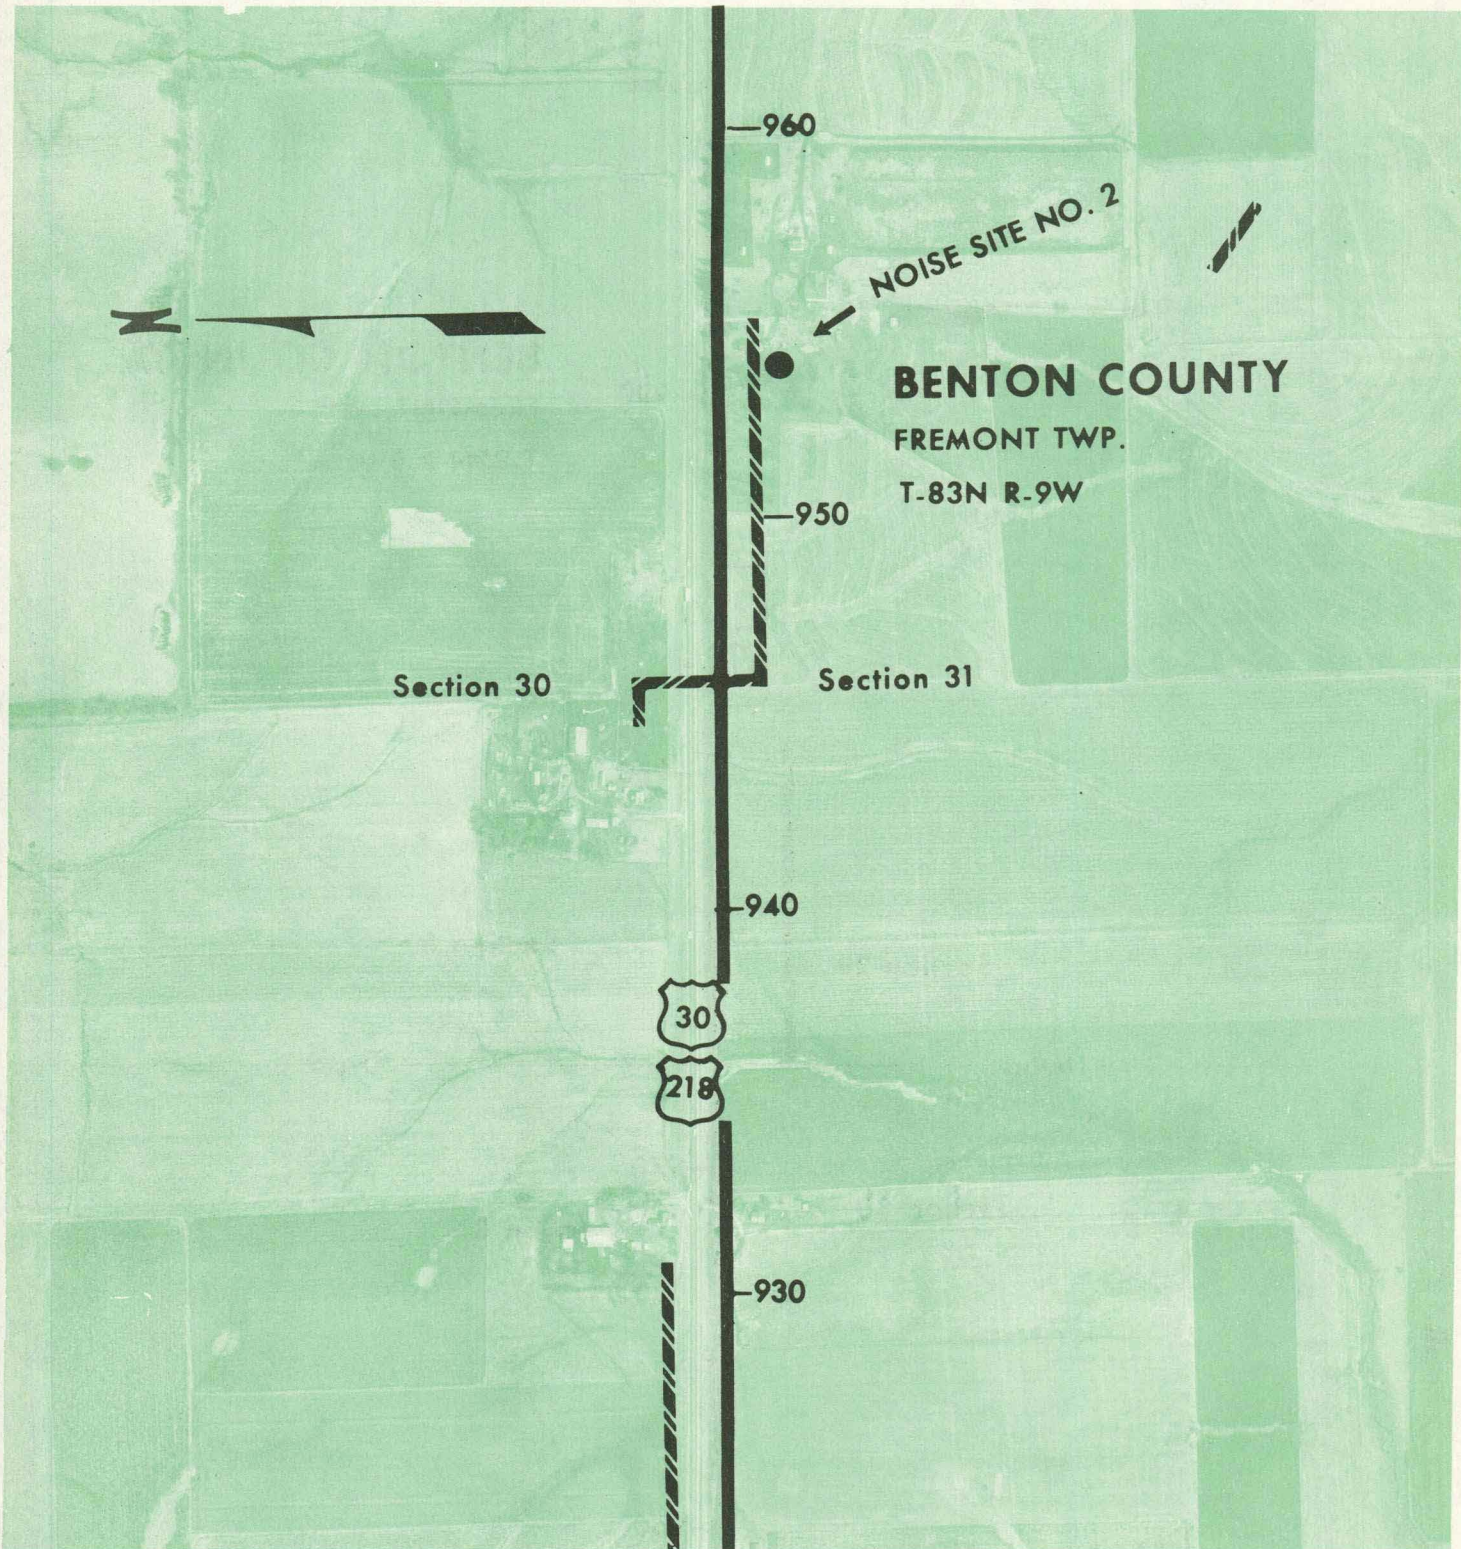 960
NOISE SITE NO. 2
N
BENTON COUNTY
FREMONT TWP.
T-83N R-9W
950
Section 30
Section 31
940
30
218
930